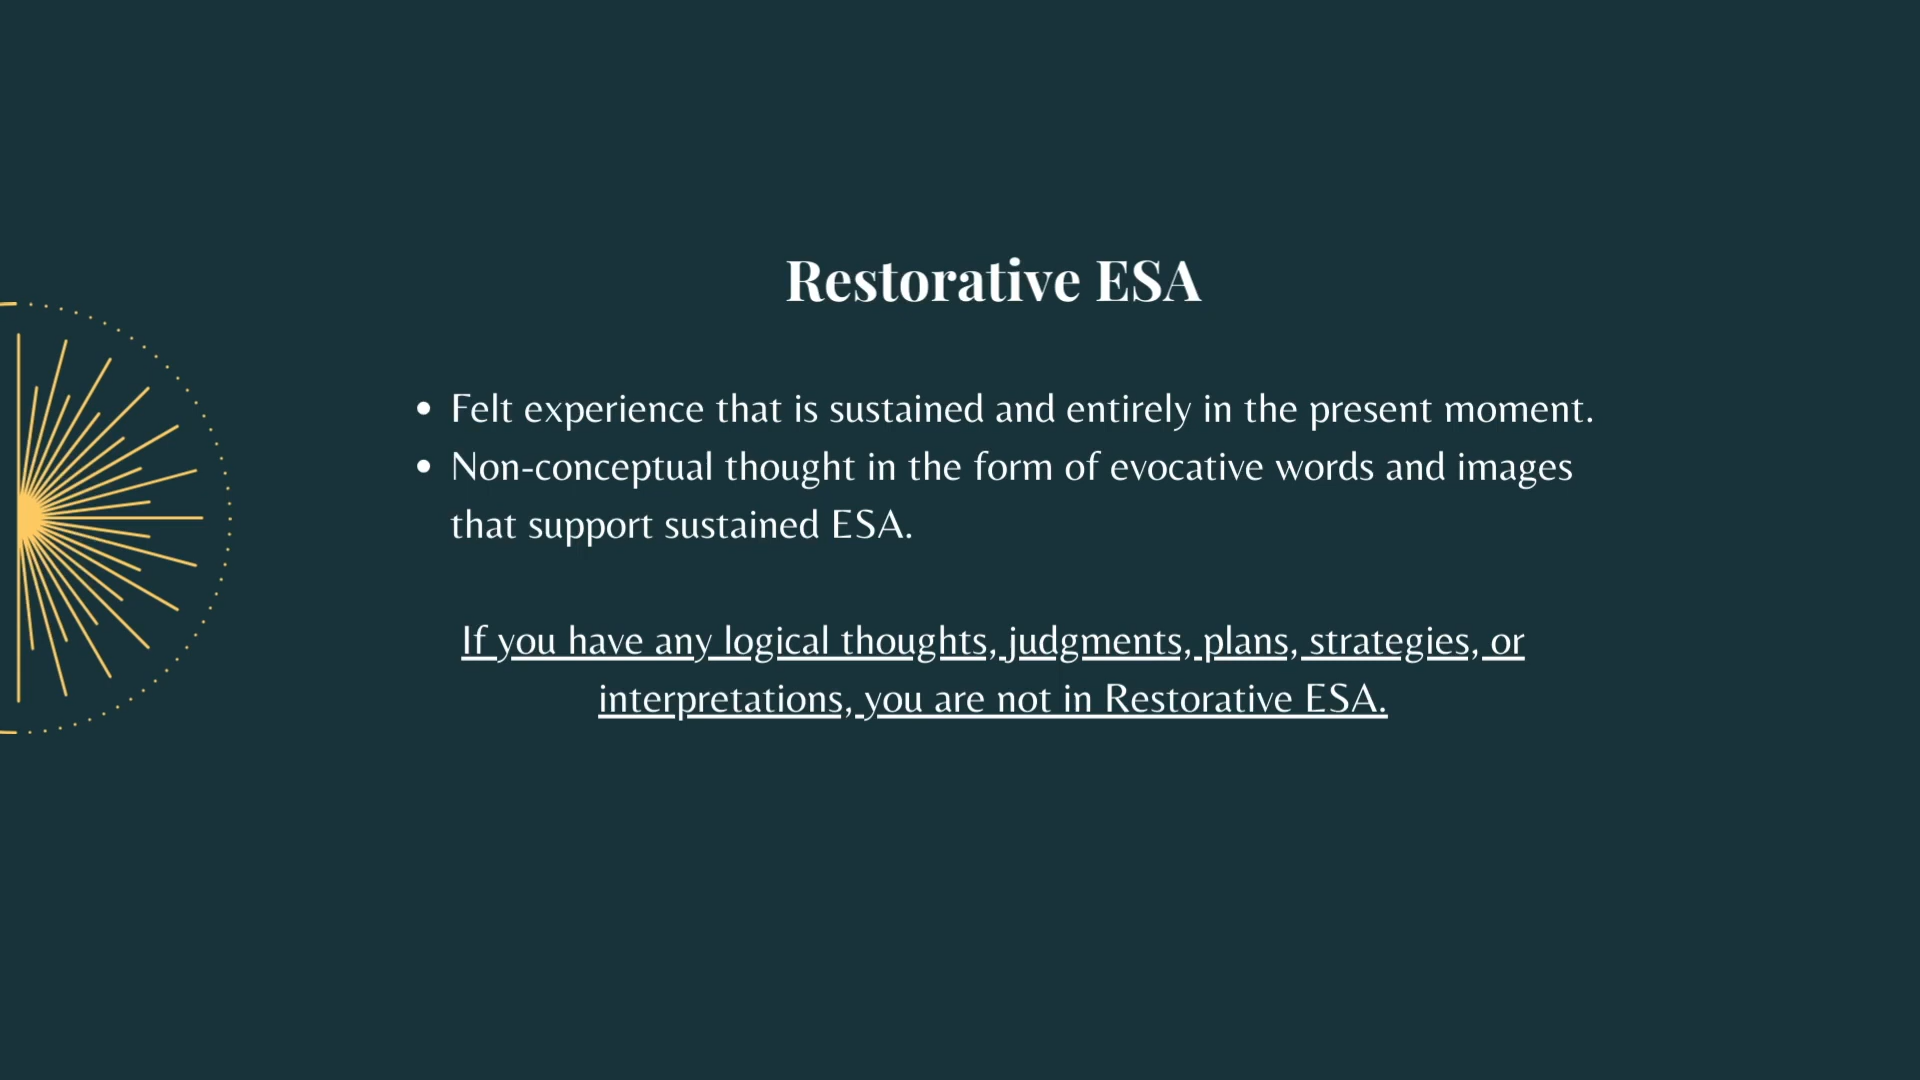 Restorative ESA
• Felt experience that is sustained and entirely in the present moment.
• Non-conceptual thought in the form of evocative words and images
that support sustained ESA.
If you have any logical thoughts, judgments, plans, strategies, or
interpretations, you are not in Restorative ESA.